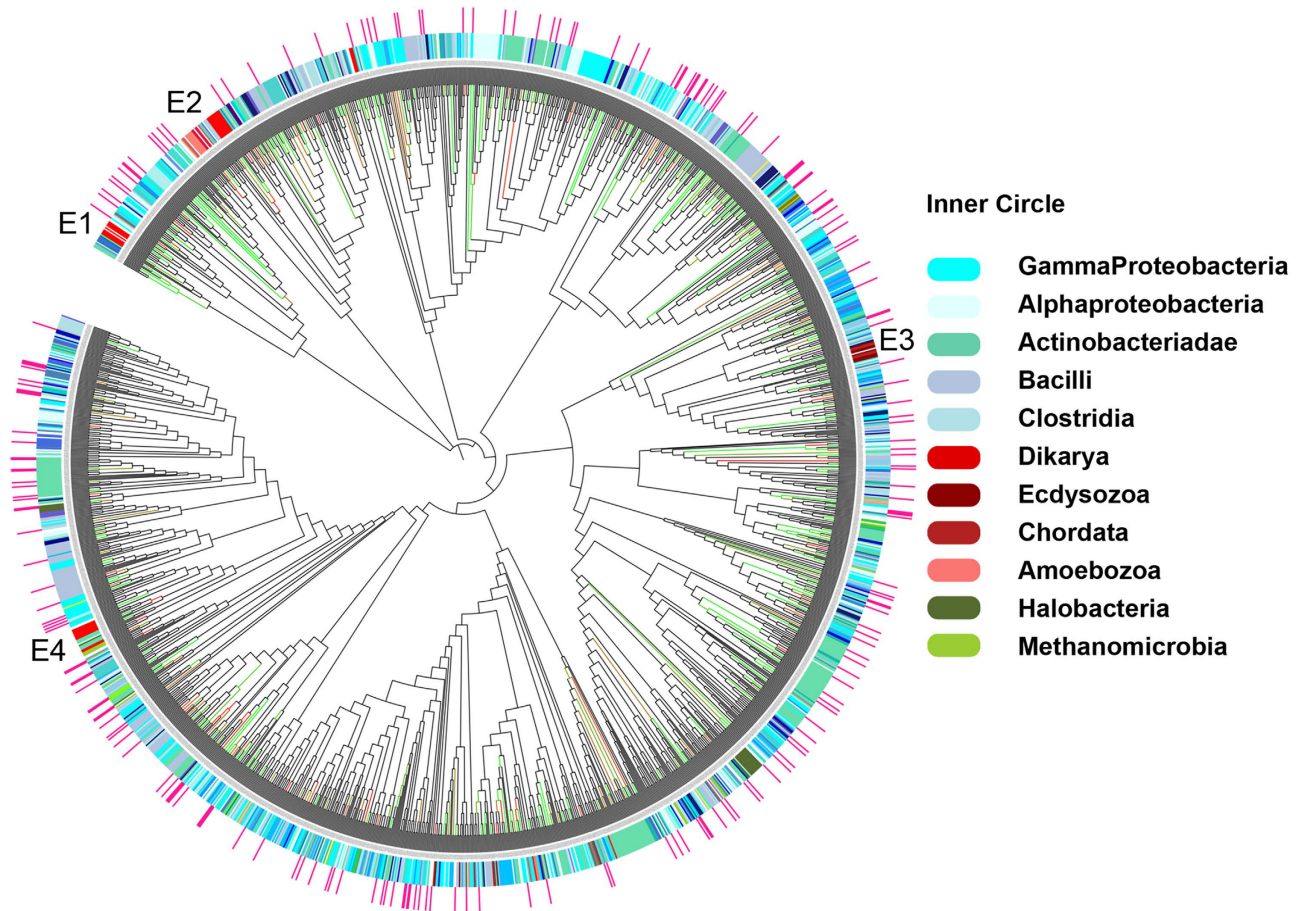 E2
E1
E3
E4
Inner Circle
GammaProteobacteria
Alphaproteobacteria
Actinobacteriadae
Bacilli
Clostridia
Dikarya
Ecdysozoa
Chordata
Amoebozoa
Halobacteria
Methanomicrobia